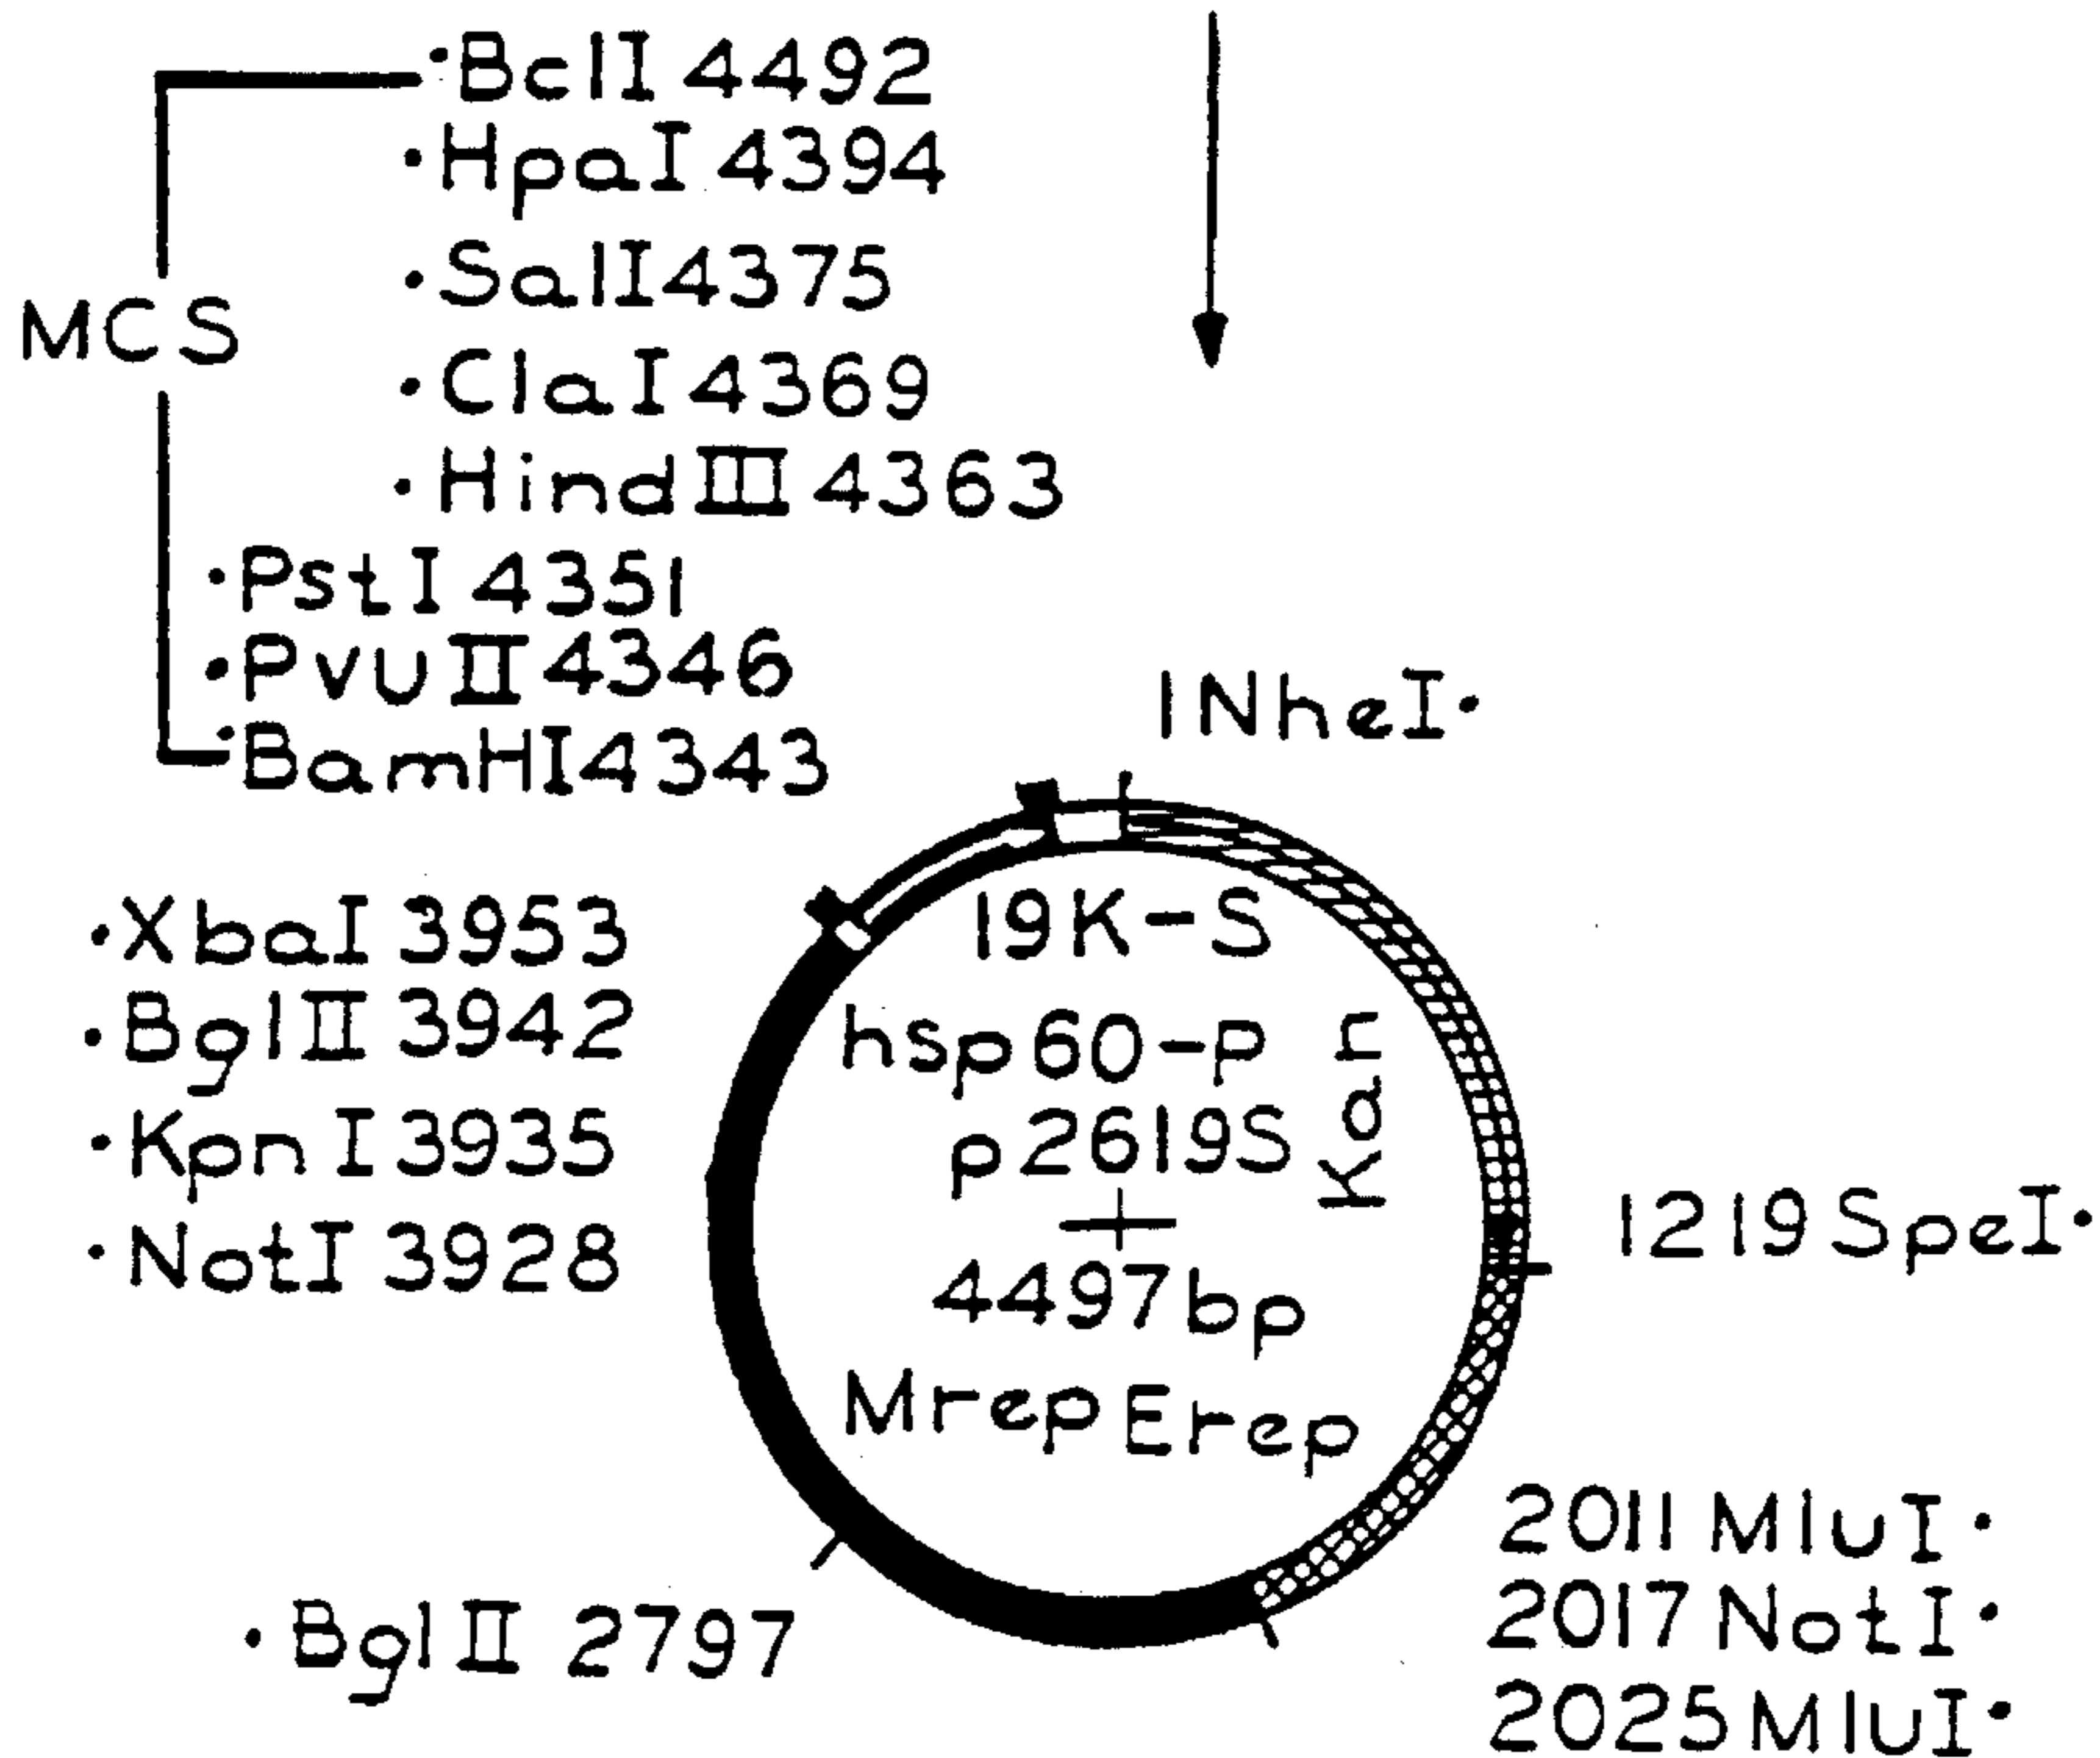 BclI 4492
HpaI 4394
SalI 4375
MCS
ClaI 4369
HindIII 4363
PstI 4351
PvuII 4346
BamHI 4343
1 NheI
XbaI 3953
BglII 3942
KpnI 3935
NotI 3928
19K-S
hsp60-P
Kan
p2619S
4497bp
Mrep Erep
1219 SpeI
2011 MluI
2017 NotI
2025 MluI
BglII 2797